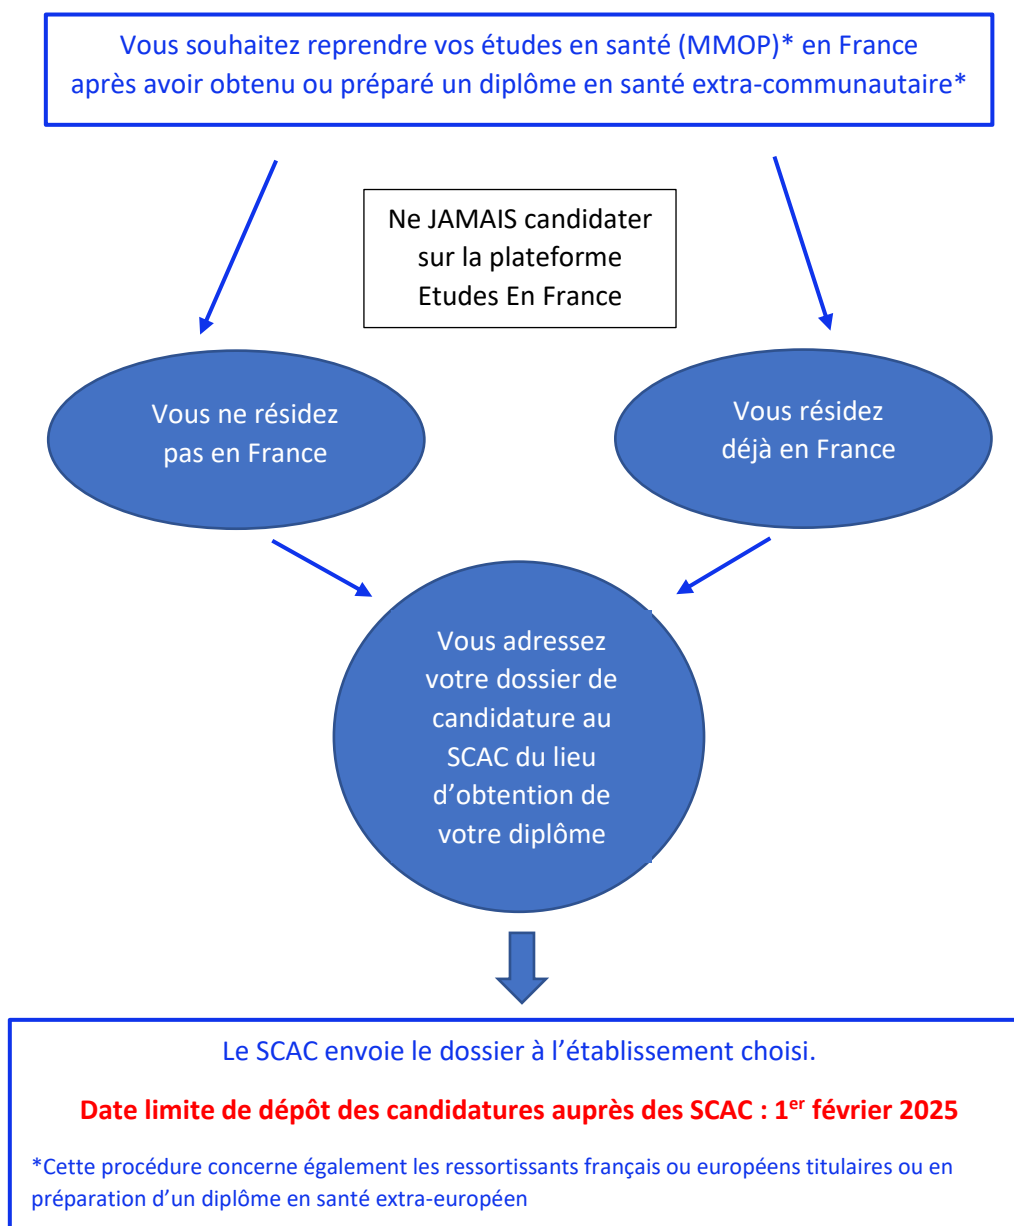 Vous souhaitez reprendre vos études en santé (MMOP)* en France
après avoir obtenu ou préparé un diplôme en santé extra-communautaire*
Ne JAMAIS candidater
sur la plateforme
Etudes En France
Vous ne résidez
pas en France
Vous résidez
déjà en France
Vous adressez
votre dossier de
candidature au
SCAC du lieu
d’obtention de
votre diplôme
Le SCAC envoie le dossier à l’établissement choisi.
Date limite de dépôt des candidatures auprès des SCAC : 1er février 2025
*Cette procédure concerne également les ressortissants français ou européens titulaires ou en
préparation d’un diplôme en santé extra-européen